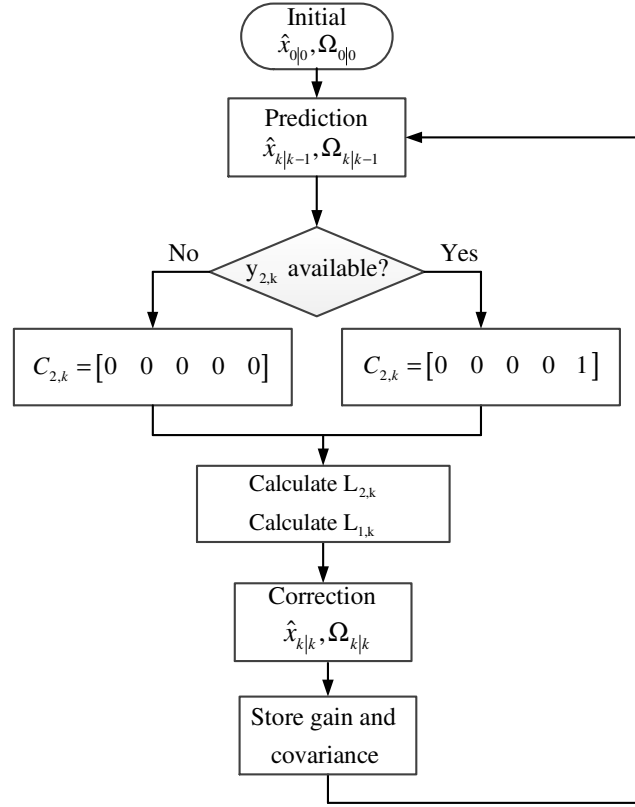 Initial
x̂₀|₀, Ω₀|₀
Prediction
x̂ₖ|ₖ₋₁, Ωₖ|ₖ₋₁
No
y₂,ₖ available?
Yes
C₂,ₖ = [0 0 0 0 0]
C₂,ₖ = [0 0 0 0 1]
Calculate L₂,ₖ
Calculate L₁,ₖ
Correction
x̂ₖ|ₖ, Ωₖ|ₖ
Store gain and
covariance